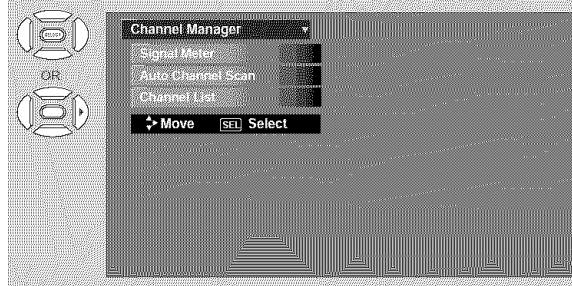 Channel Manager
Signal Meter
Auto Channel Scan
Channel List
Move SEL Select
OR